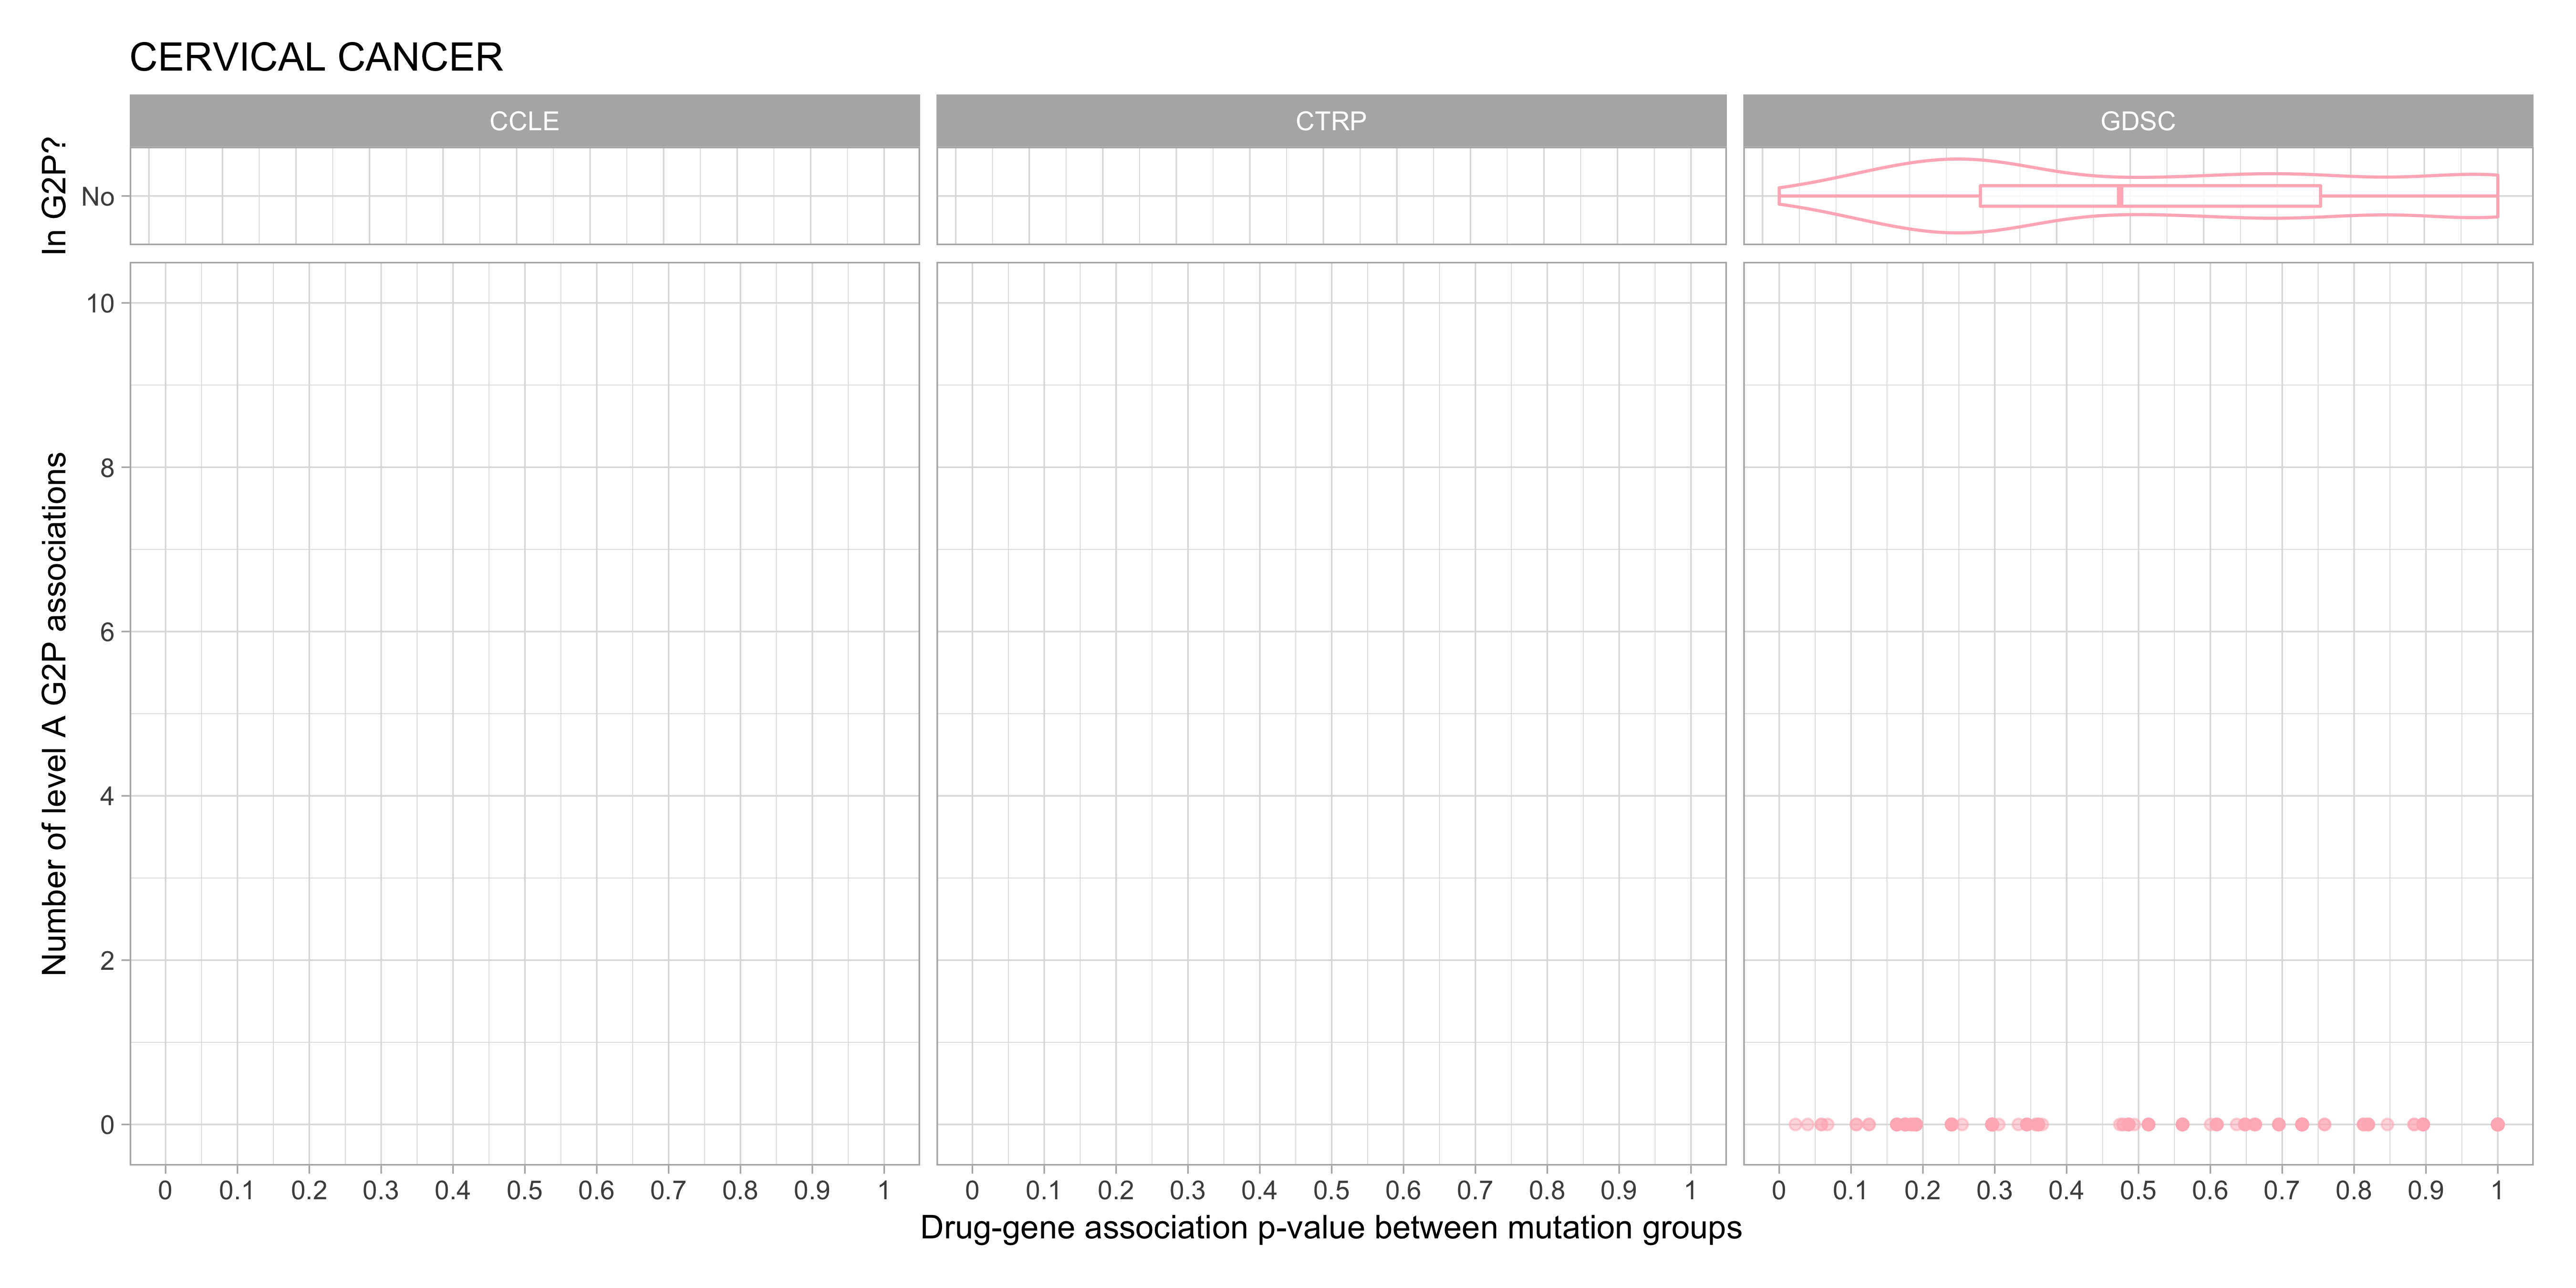 CERVICAL CANCER
CCLE CTRP GDSC
In G2P?
No
Number of level A G2P associations
10
8
6
4
2
0
0 0.1 0.2 0.3 0.4 0.5 0.6 0.7 0.8 0.9 1 0 0.1 0.2 0.3 0.4 0.5 0.6 0.7 0.8 0.9 1 0 0.1 0.2 0.3 0.4 0.5 0.6 0.7 0.8 0.9 1
Drug-gene association p-value between mutation groups